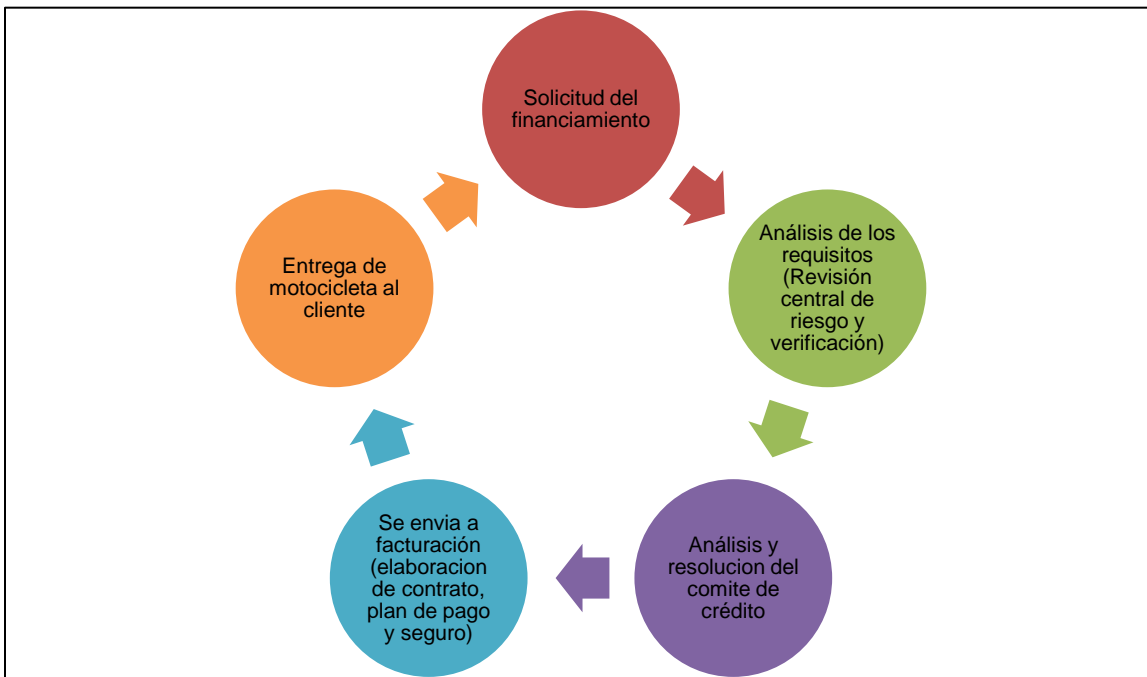 Solicitud del
financiamiento
Análisis de los
requisitos
(Revisión
central de
riesgo y
verificación)
Análisis y
resolucion del
comite de
crédito
Se envia a
facturación
(elaboracion
de contrato,
plan de pago
y seguro)
Entrega de
motocicleta al
cliente